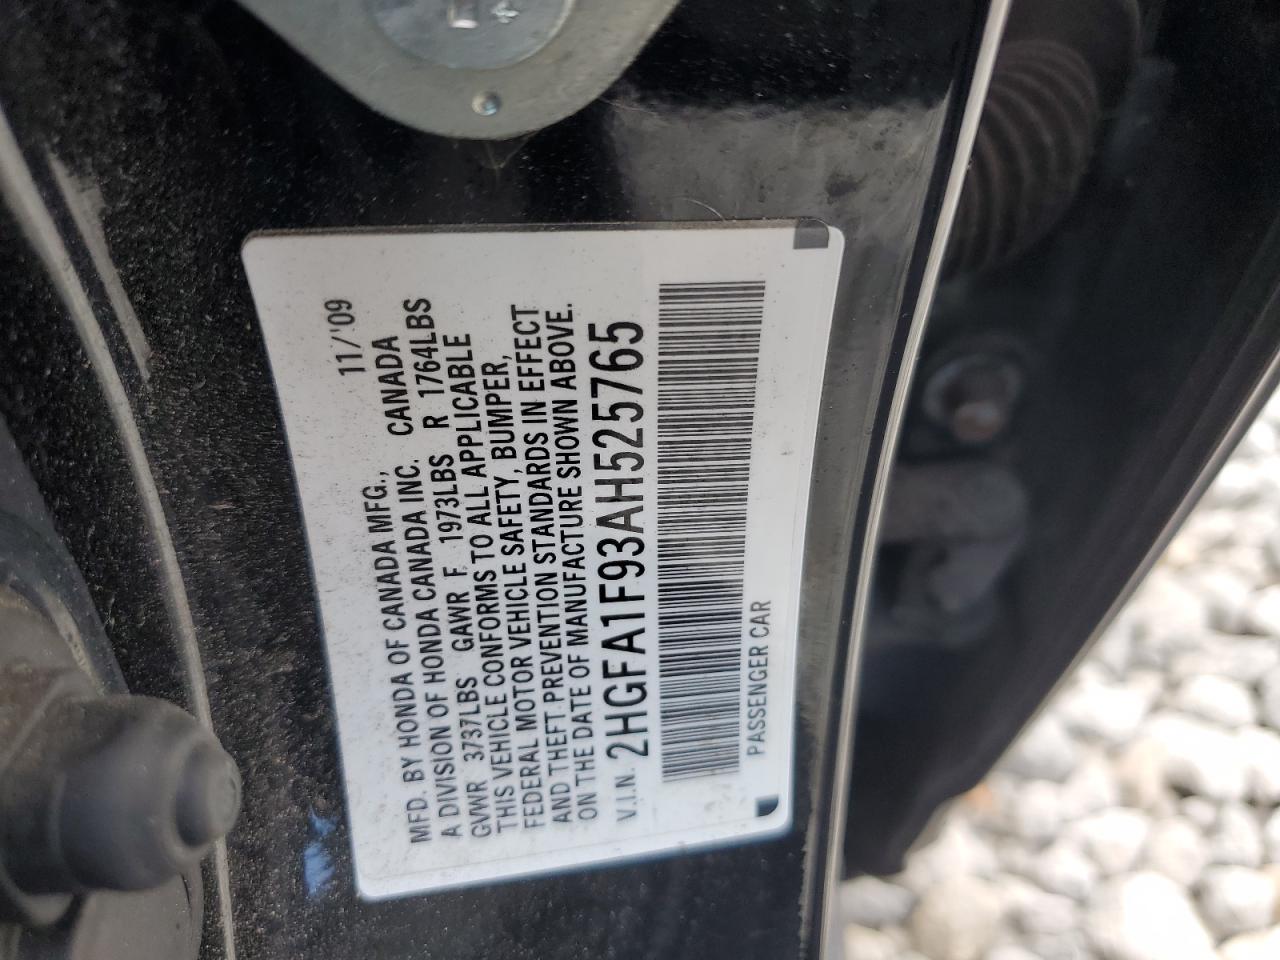 11/'09
MFD. BY HONDA OF CANADA MFG., CANADA
A DIVISION OF HONDA CANADA INC.
GVWR 3737LBS GAWR F 1973LBS R 1764LBS
THIS VEHICLE CONFORMS TO ALL APPLICABLE
FEDERAL MOTOR VEHICLE SAFETY, BUMPER,
AND THEFT PREVENTION STANDARDS IN EFFECT
ON THE DATE OF MANUFACTURE SHOWN ABOVE.
V.I.N. 2HGFA1F93AH525765
PASSENGER CAR